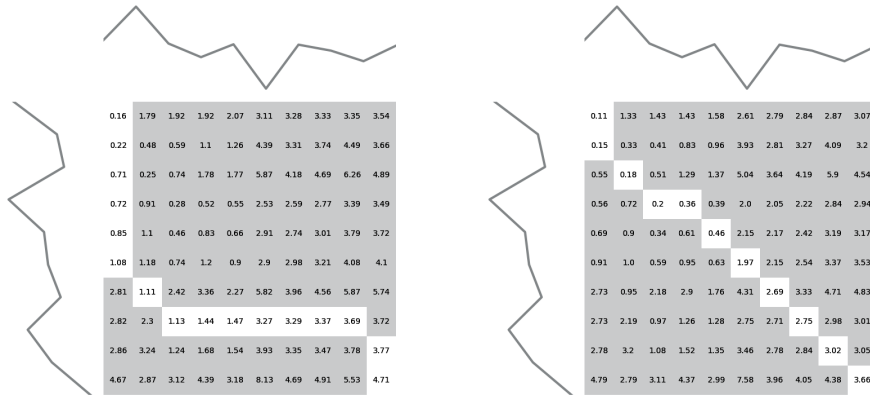 0.16 1.79 1.92 1.92 2.07 3.11 3.28 3.33 3.35 3.54
0.22 0.48 0.59 1.1 1.26 4.39 3.31 3.74 4.49 3.66
0.71 0.25 0.74 1.78 1.77 5.87 4.18 4.69 6.26 4.89
0.72 0.91 0.28 0.52 0.55 2.53 2.59 2.77 3.39 3.49
0.85 1.1 0.46 0.83 0.66 2.91 2.74 3.01 3.79 3.72
1.08 1.18 0.74 1.2 0.9 2.9 2.98 3.21 4.08 4.1
2.81 1.11 2.42 3.36 2.27 5.82 3.96 4.56 5.87 5.74
2.82 2.3 1.13 1.44 1.47 3.27 3.29 3.37 3.69 3.72
2.86 3.24 1.24 1.68 1.54 3.93 3.35 3.47 3.78 3.77
4.67 2.87 3.12 4.39 3.18 8.13 4.69 4.91 5.53 4.71
0.11 1.33 1.43 1.43 1.58 2.61 2.79 2.84 2.87 3.07
0.15 0.33 0.41 0.83 0.96 3.93 2.81 3.27 4.09 3.2
0.55 0.18 0.51 1.29 1.37 5.04 3.64 4.19 5.9 4.54
0.56 0.72 0.2 0.36 0.39 2.0 2.05 2.22 2.84 2.94
0.69 0.9 0.34 0.61 0.46 2.15 2.17 2.42 3.19 3.17
0.91 1.0 0.59 0.95 0.63 1.97 2.15 2.54 3.37 3.53
2.73 0.95 2.18 2.9 1.76 4.31 2.69 3.33 4.71 4.83
2.73 2.19 0.97 1.26 1.28 2.75 2.71 2.75 2.98 3.01
2.78 3.2 1.08 1.52 1.35 3.46 2.78 2.84 3.02 3.05
4.79 2.79 3.11 4.37 2.99 7.58 3.96 4.05 4.38 3.66